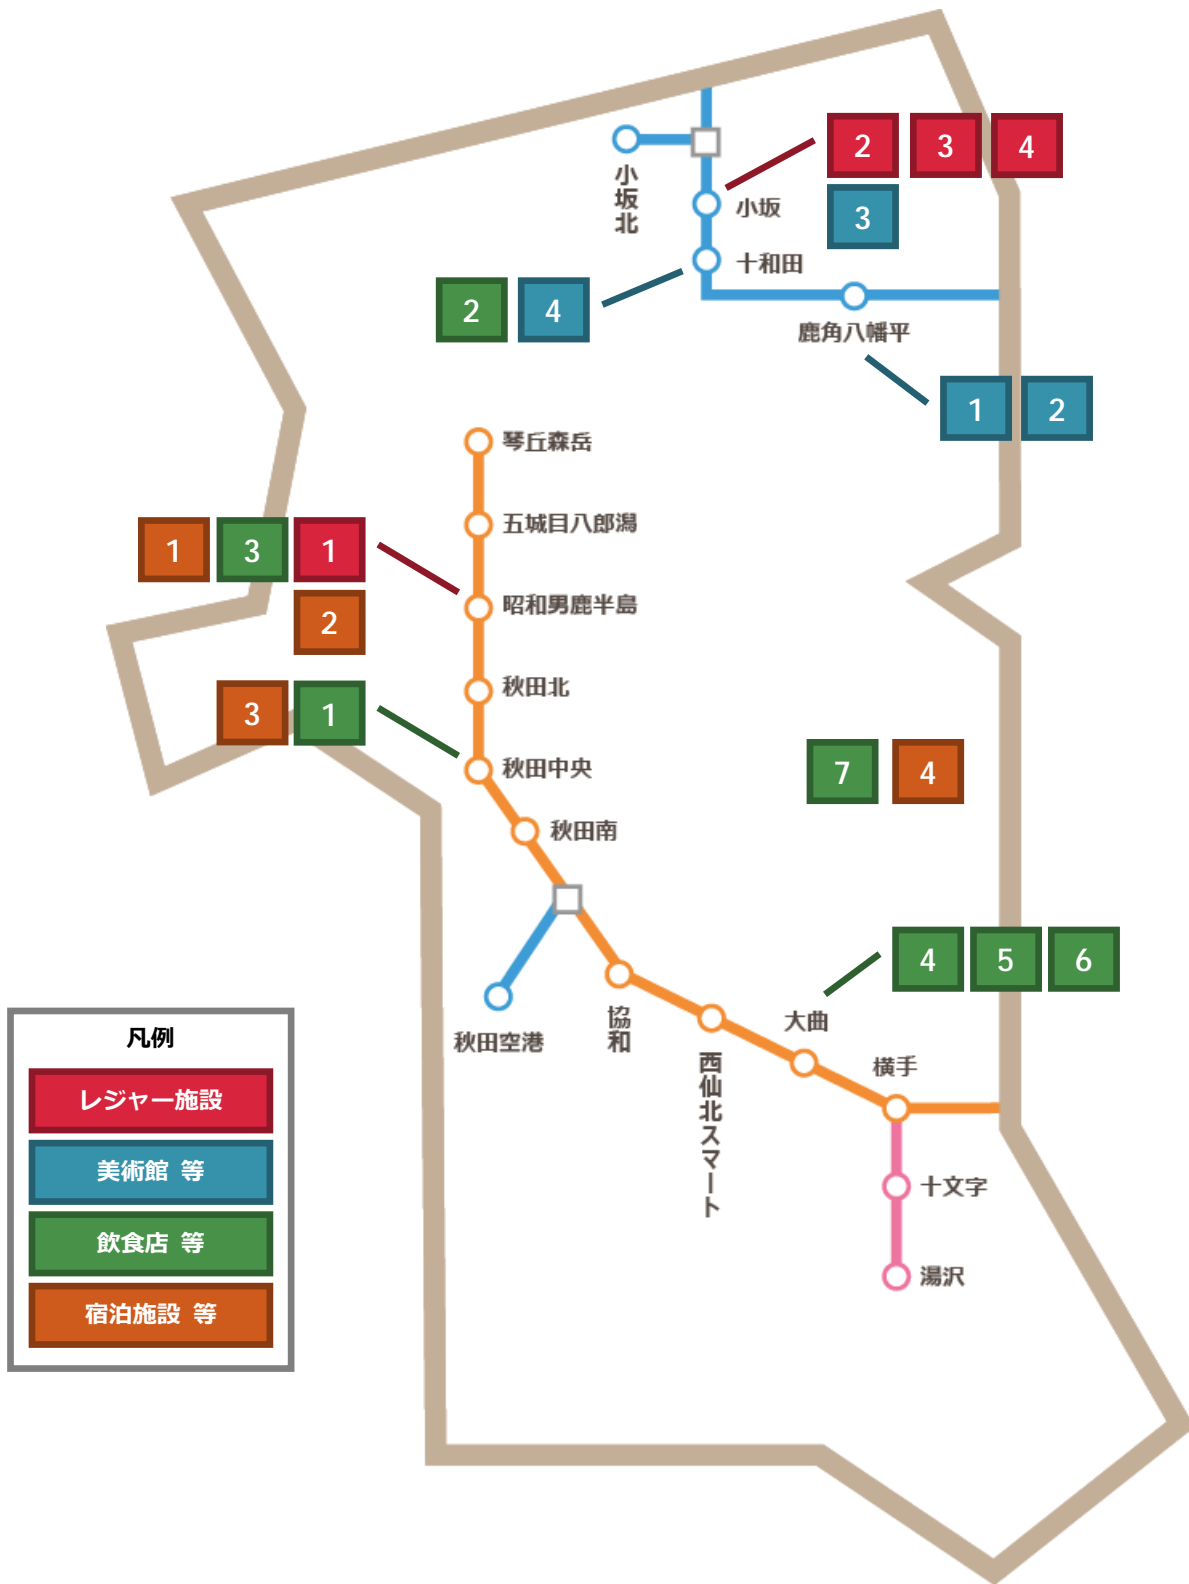 2 3 4
小坂北
小坂
3
十和田
2 4
鹿角八幡平
1 2
琴丘森岳
五城目八郎潟
1 3 1
昭和男鹿半島
2
秋田北
3 1
秋田中央
7 4
秋田南
4 5 6
協和
大曲
秋田空港
西仙北スマート
横手
十文字
湯沢
凡例
レジャー施設
美術館 等
飲食店 等
宿泊施設 等